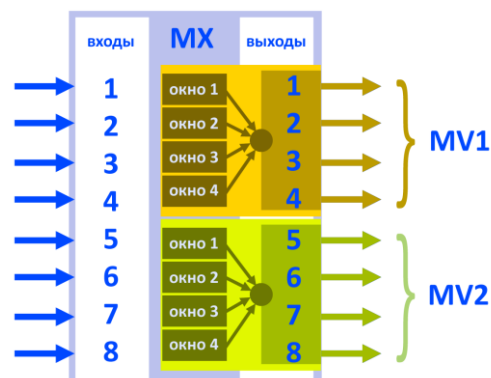 входы MX выходы
1 окно 1 1
2 окно 2 2
3 окно 3 3
4 окно 4 4
MV1
5 окно 1 5
6 окно 2 6
7 окно 3 7
8 окно 4 8
MV2